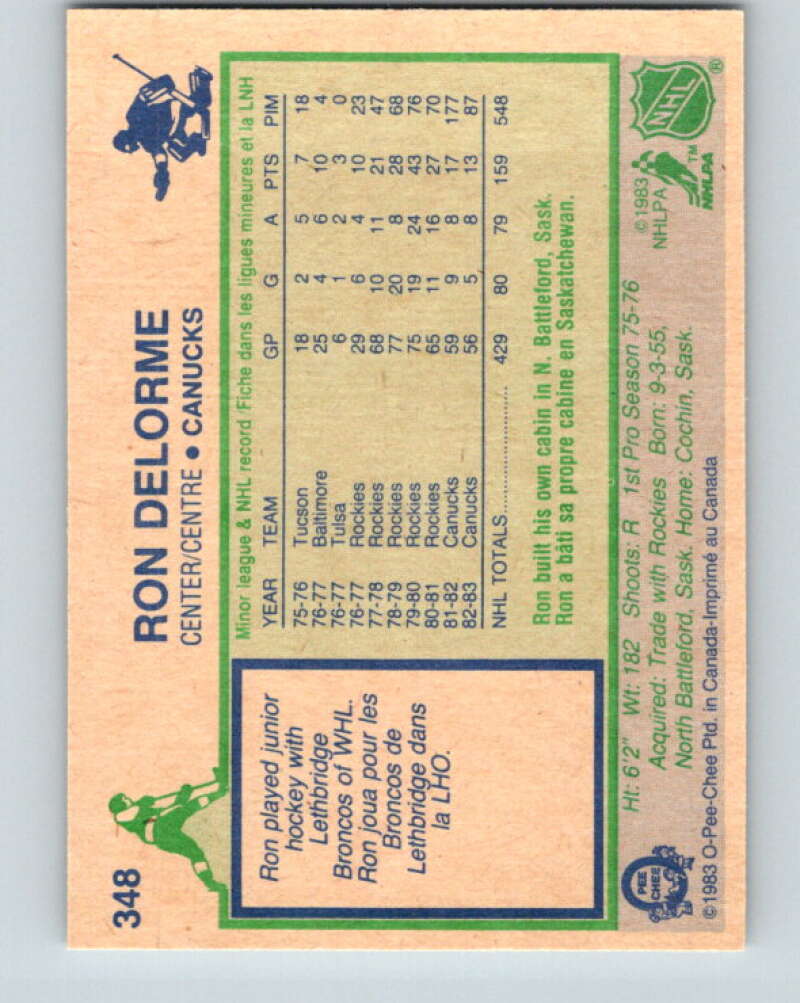 348
RON DELORME
CENTER/CENTRE • CANUCKS
Ron played junior
hockey with
Lethbridge
Broncos of WHL.
Ron joua pour les
Broncos de
Lethbridge dans
la LHO.
Minor league & NHL record/Fiche dans les ligues mineures et la LNH
YEAR TEAM GP G A PTS PIM
75-76 Tucson 18 2 5 7 18
76-77 Baltimore 25 4 6 10 4
76-77 Tulsa 6 1 2 3 0
76-77 Rockies 29 6 4 10 23
77-78 Rockies 68 10 11 21 47
78-79 Rockies 77 20 8 28 68
79-80 Rockies 75 19 24 43 76
80-81 Rockies 65 11 16 27 70
81-82 Canucks 59 9 8 17 177
82-83 Canucks 56 5 8 13 87
NHL TOTALS.................... 429 80 79 159 548
Ron built his own cabin in N. Battleford, Sask.
Ron a bâti sa propre cabine en Saskatchewan.
Ht: 6'2" Wt: 182 Shoots: R 1st Pro Season 75-76
Acquired: Trade with Rockies Born: 9-3-55,
North Battleford, Sask. Home: Cochin, Sask.
O PEE CHEE
©1983 O-Pee-Chee Ptd. in Canada-Imprimé au Canada
©1983
NHLPA
NHLPA
TM
NHL
®